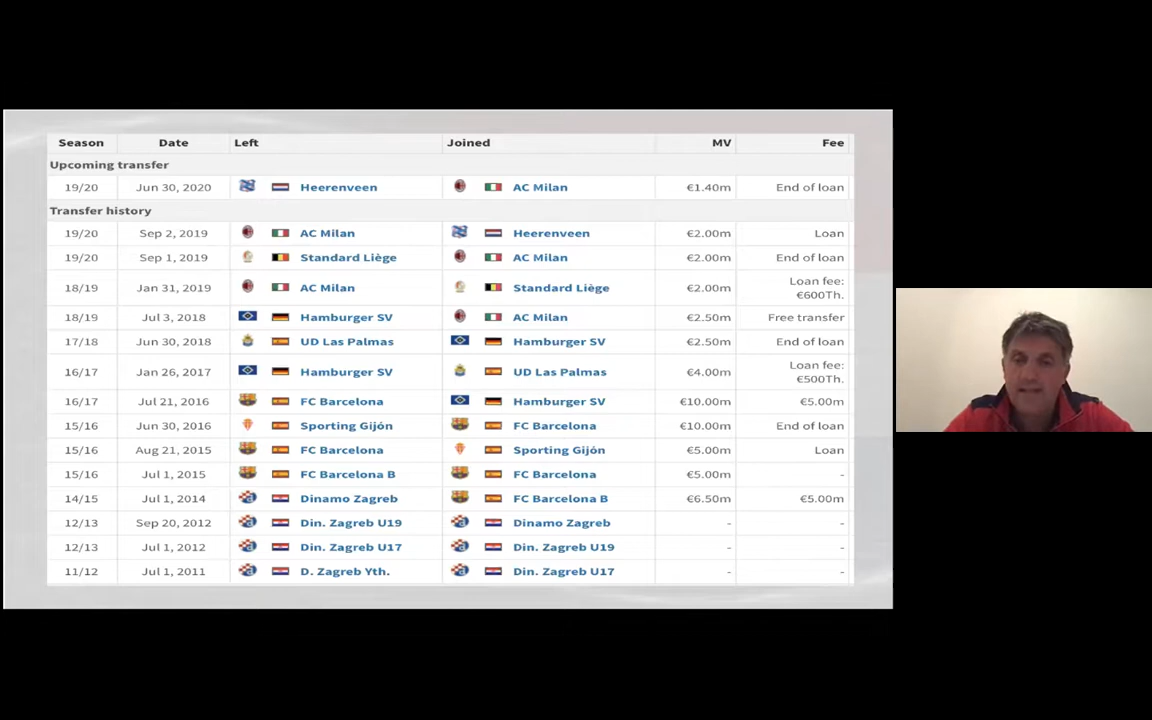 Season Date Left Joined MV Fee
Upcoming transfer
19/20 Jun 30, 2020 Heerenveen AC Milan €1.40m End of loan
Transfer history
19/20 Sep 2, 2019 AC Milan Heerenveen €2.00m Loan
19/20 Sep 1, 2019 Standard Liège AC Milan €2.00m End of loan
18/19 Jan 31, 2019 AC Milan Standard Liège €2.00m Loan fee: €600Th.
18/19 Jul 3, 2018 Hamburger SV AC Milan €2.50m Free transfer
17/18 Jun 30, 2018 UD Las Palmas Hamburger SV €2.50m End of loan
16/17 Jan 26, 2017 Hamburger SV UD Las Palmas €4.00m Loan fee: €500Th.
16/17 Jul 21, 2016 FC Barcelona Hamburger SV €10.00m €5.00m
15/16 Jun 30, 2016 Sporting Gijón FC Barcelona €10.00m End of loan
15/16 Aug 21, 2015 FC Barcelona Sporting Gijón €5.00m Loan
15/16 Jul 1, 2015 FC Barcelona B FC Barcelona €5.00m -
14/15 Jul 1, 2014 Dinamo Zagreb FC Barcelona B €6.50m €5.00m
12/13 Sep 20, 2012 Din. Zagreb U19 Dinamo Zagreb - -
12/13 Jul 1, 2012 Din. Zagreb U17 Din. Zagreb U19 - -
11/12 Jul 1, 2011 D. Zagreb Yth. Din. Zagreb U17 - -